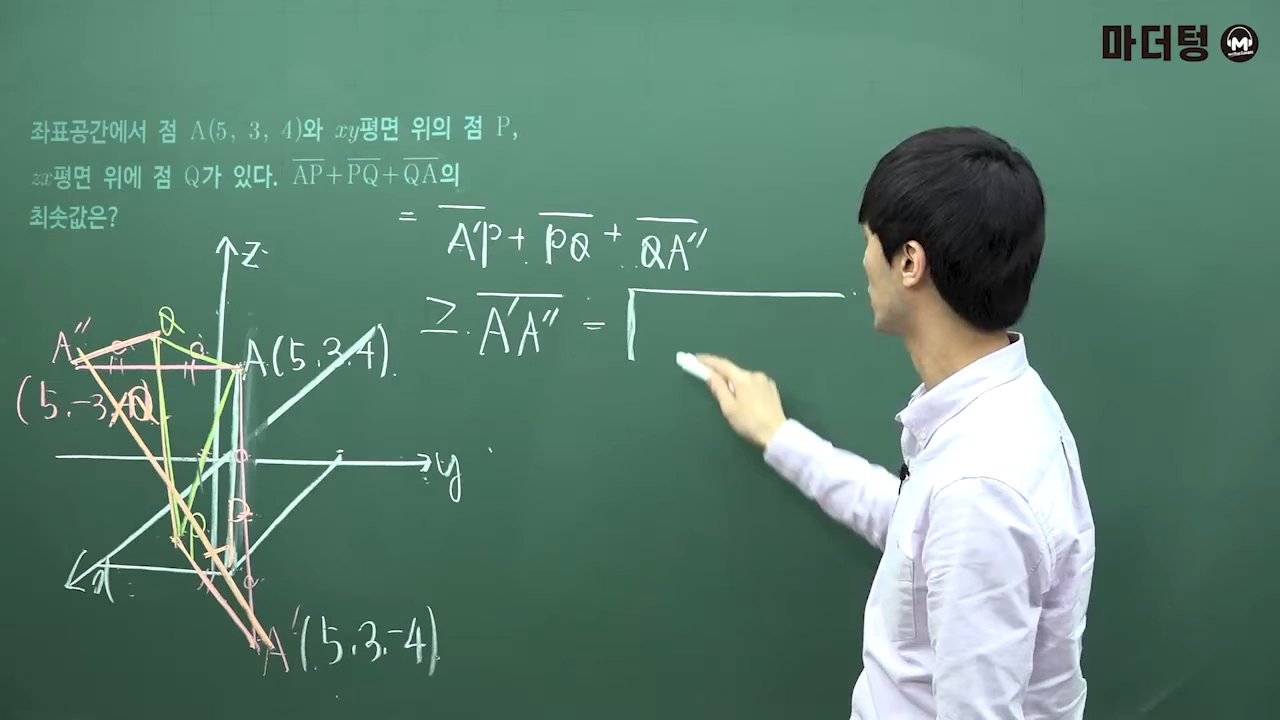 마더텅
좌표공간에서 점 A(5, 3, 4)와 xy평면 위의 점 P,
zx평면 위에 점 Q가 있다. AP+PQ+QA의
최솟값은?
= A'P + PQ + QA''
≥ A'A'' =
z
A''
Q
A(5,3,4)
(5,-3,4)
y
P
x
A'(5,3,-4)